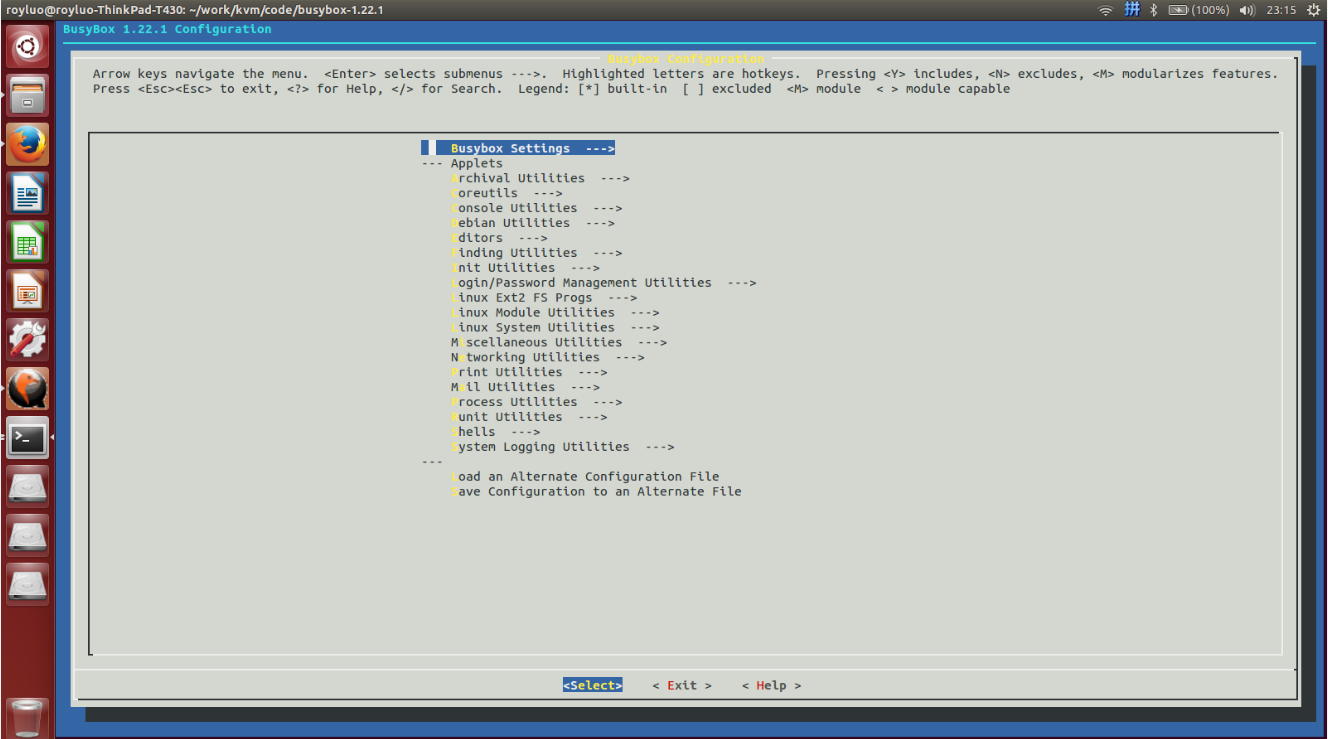 royluo@royluo-ThinkPad-T430: ~/work/kvm/code/busybox-1.22.1
拼 (100%) 23:15
BusyBox 1.22.1 Configuration
Busybox Configuration
Arrow keys navigate the menu.  <Enter> selects submenus --->.  Highlighted letters are hotkeys.  Pressing <Y> includes, <N> excludes, <M> modularizes features.
Press <Esc><Esc> to exit, <?> for Help, </> for Search.  Legend: [*] built-in  [ ] excluded  <M> module  < > module capable
Busybox Settings  --->
--- Applets
Archival Utilities  --->
Coreutils  --->
Console Utilities  --->
Debian Utilities  --->
Editors  --->
Finding Utilities  --->
Init Utilities  --->
Login/Password Management Utilities  --->
Linux Ext2 FS Progs  --->
Linux Module Utilities  --->
Linux System Utilities  --->
Miscellaneous Utilities  --->
Networking Utilities  --->
Print Utilities  --->
Mail Utilities  --->
Process Utilities  --->
Runit Utilities  --->
Shells  --->
System Logging Utilities  --->
---
Load an Alternate Configuration File
Save Configuration to an Alternate File
<Select>    < Exit >    < Help >